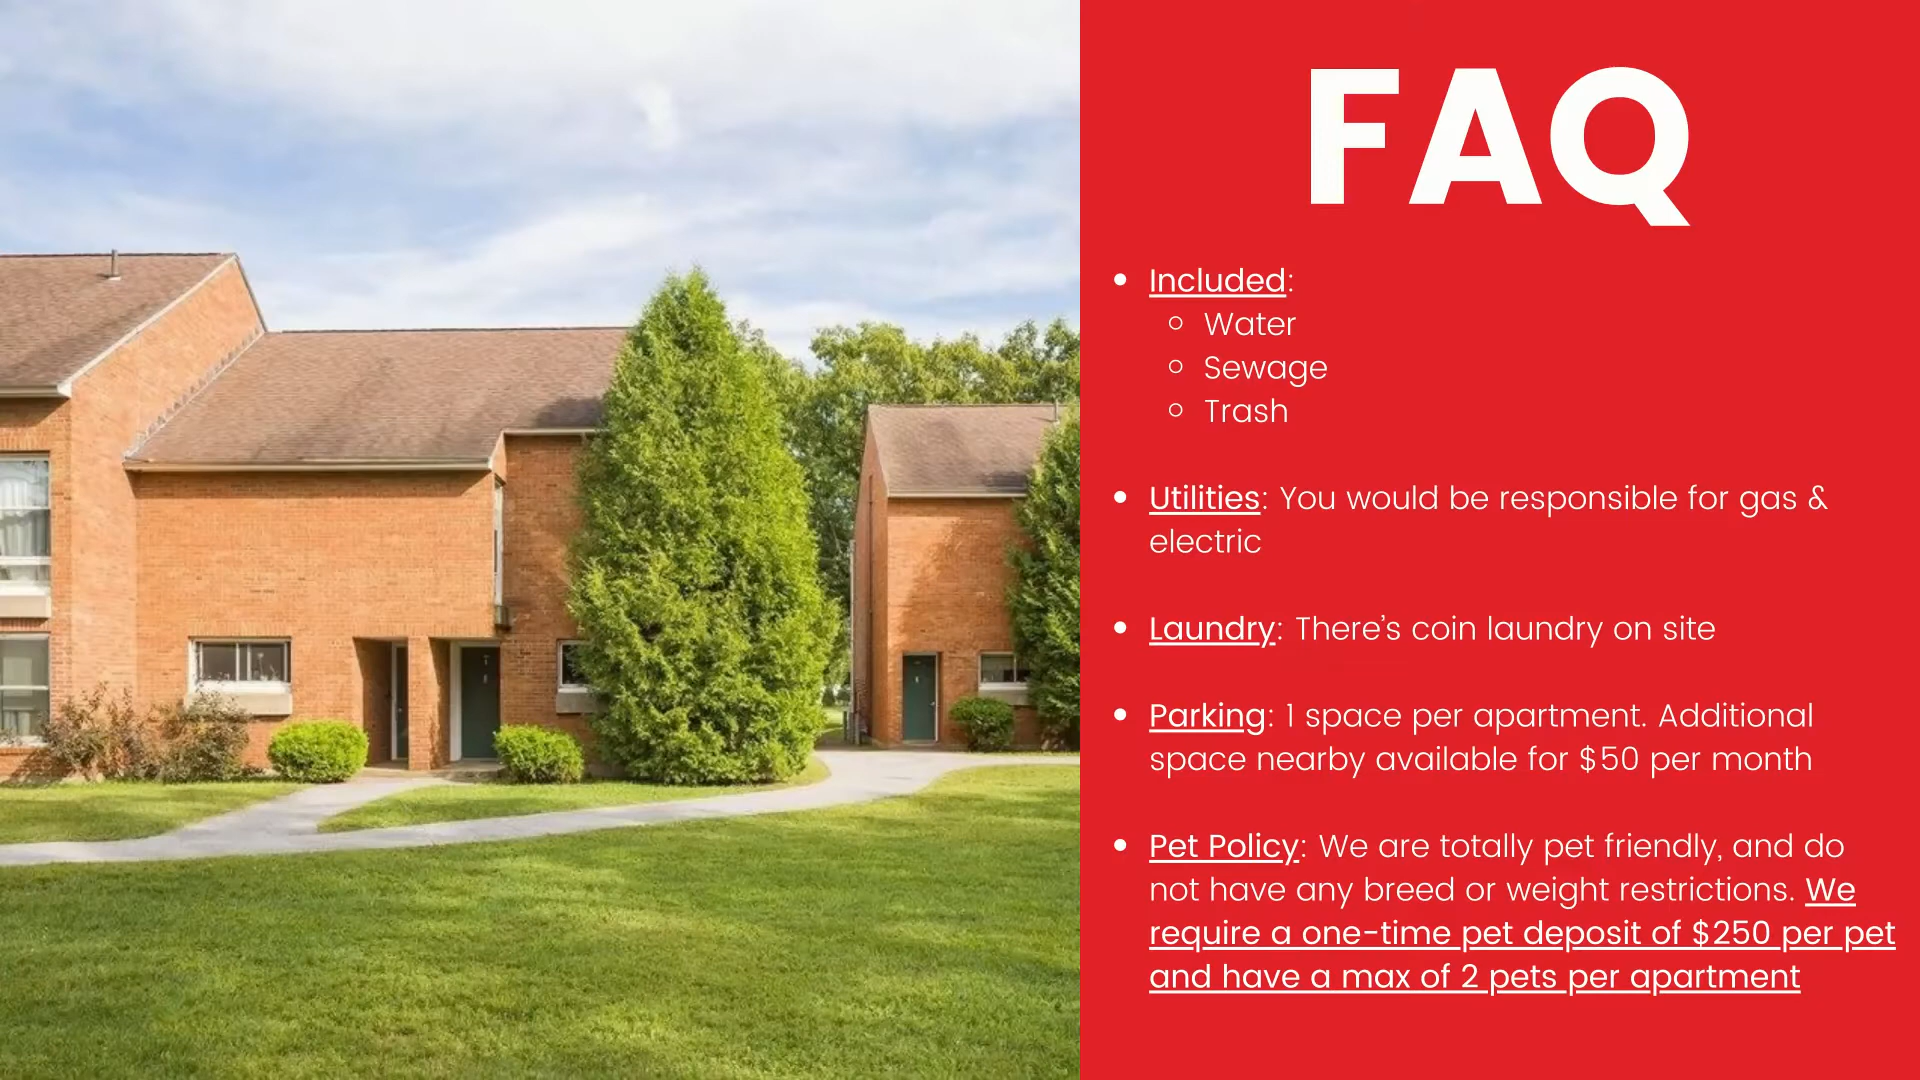 FAQ
Included:
Water
Sewage
Trash
Utilities: You would be responsible for gas &
electric
Laundry: There’s coin laundry on site
Parking: 1 space per apartment. Additional
space nearby available for $50 per month
Pet Policy: We are totally pet friendly, and do
not have any breed or weight restrictions. We
require a one-time pet deposit of $250 per pet
and have a max of 2 pets per apartment